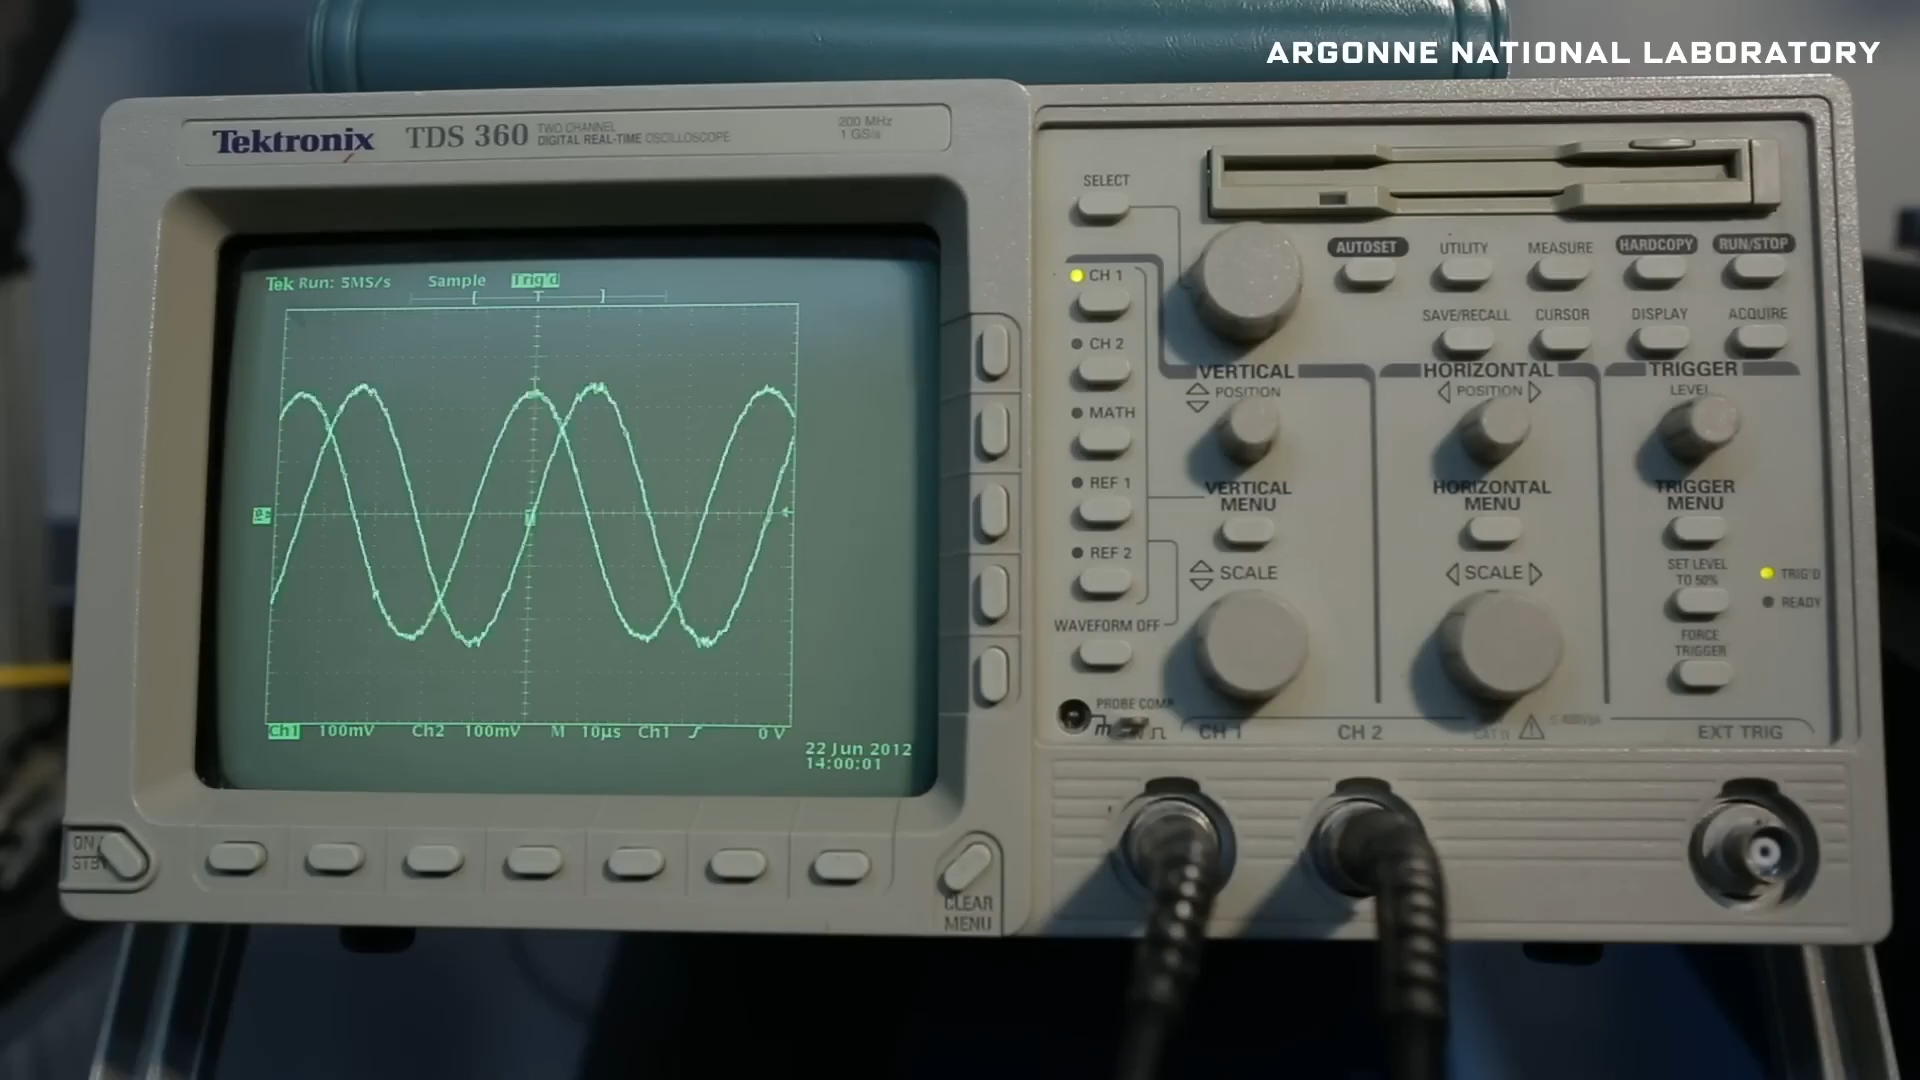 ARGONNE NATIONAL LABORATORY
Tektronix TDS 360 TWO CHANNEL
DIGITAL REAL-TIME OSCILLOSCOPE
200 MHz
1 GS/s
Tek Run: 5MS/s Sample Trig'd
Ch1 100mV Ch2 100mV M 10µs Ch1 0 V
22 Jun 2012
14:00:01
ON/
STBY
CLEAR
MENU
SELECT
CH 1
CH 2
MATH
REF 1
REF 2
WAVEFORM OFF
PROBE COMP
AUTOSET UTILITY MEASURE HARDCOPY RUN/STOP
SAVE/RECALL CURSOR DISPLAY ACQUIRE
VERTICAL
POSITION
VERTICAL
MENU
SCALE
HORIZONTAL
POSITION
HORIZONTAL
MENU
SCALE
TRIGGER
LEVEL
TRIGGER
MENU
SET LEVEL
TO 50%
TRIG'D
READY
FORCE
TRIGGER
CH 1 CH 2 CAT II EXT TRIG